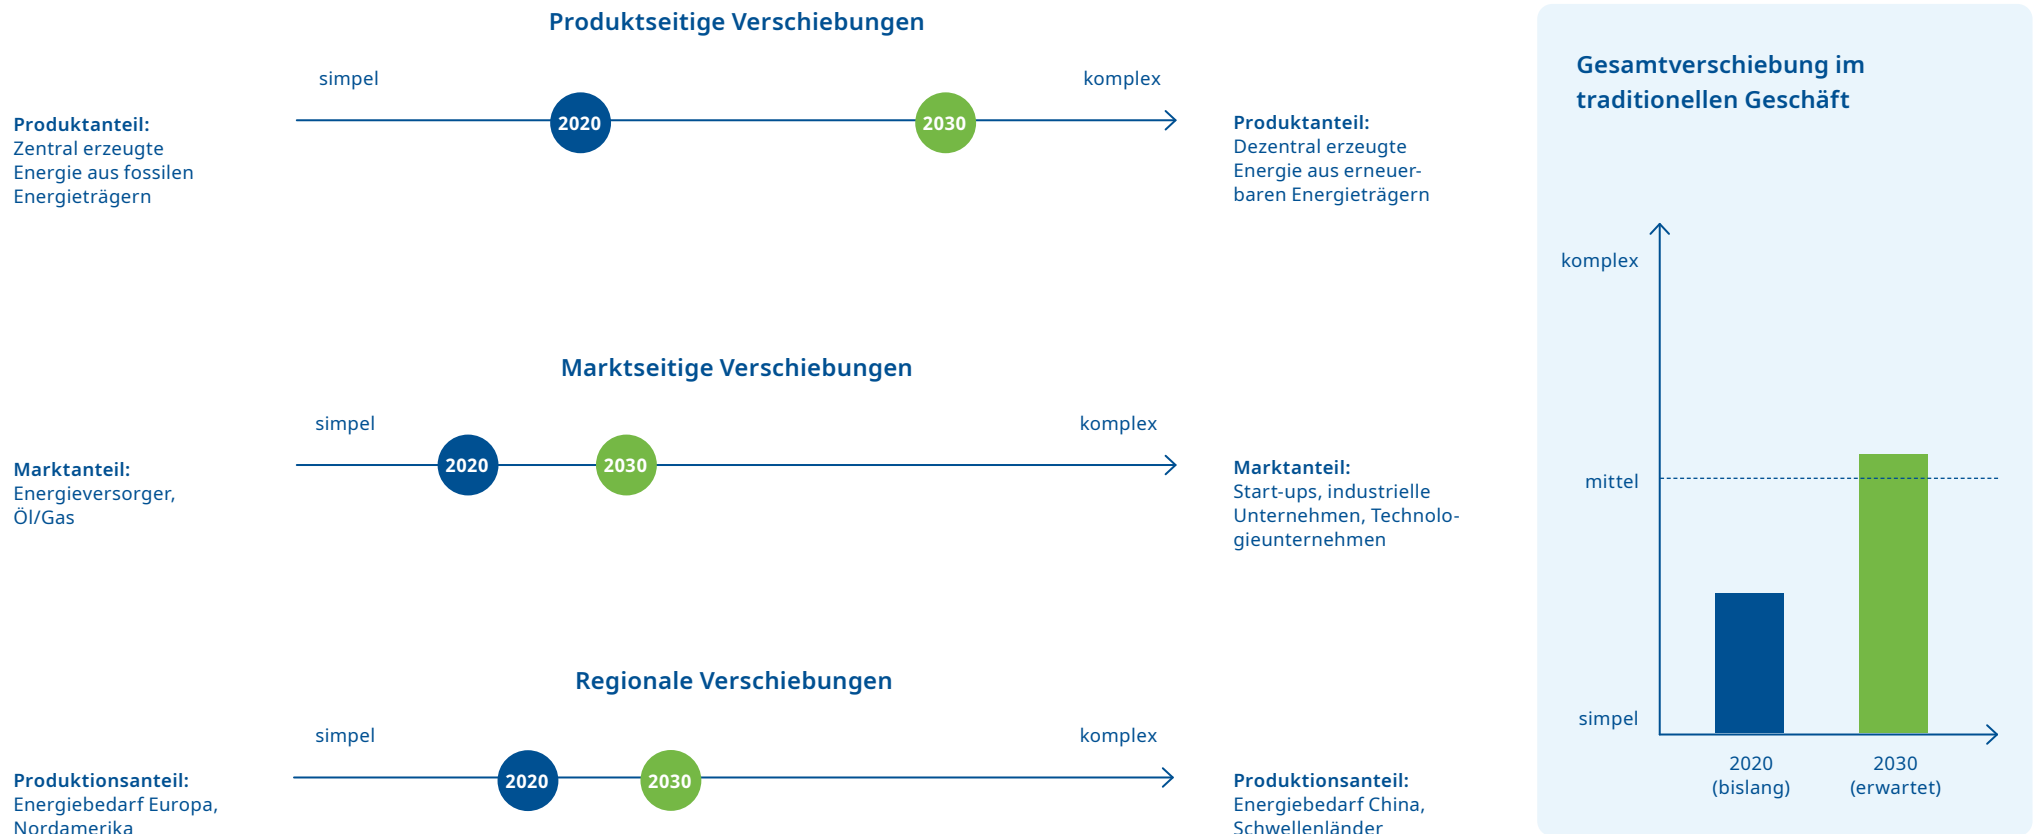 Produktseitige Verschiebungen
simpel
komplex
2020
2030
Produktanteil:
Zentral erzeugte
Energie aus fossilen
Energieträgern
Produktanteil:
Dezentral erzeugte
Energie aus erneuer-
baren Energieträgern
Marktseitige Verschiebungen
simpel
komplex
2020
2030
Marktanteil:
Energieversorger,
Öl/Gas
Marktanteil:
Start-ups, industrielle
Unternehmen, Technolo-
gieunternehmen
Regionale Verschiebungen
simpel
komplex
2020
2030
Produktionsanteil:
Energiebedarf Europa,
Nordamerika
Produktionsanteil:
Energiebedarf China,
Schwellenländer
Gesamtverschiebung im
traditionellen Geschäft
komplex
mittel
simpel
2020
(bislang)
2030
(erwartet)